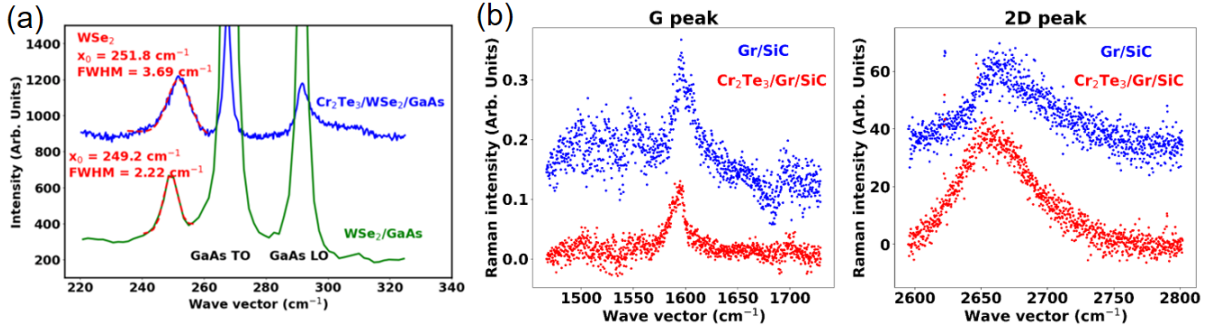 (a)
Intensity (Arb. Units)
1400
1200
1000
800
600
400
200
WSe₂
x₀ = 251.8 cm⁻¹
FWHM = 3.69 cm⁻¹
Cr₂Te₃/WSe₂/GaAs
x₀ = 249.2 cm⁻¹
FWHM = 2.22 cm⁻¹
WSe₂/GaAs
GaAs TO GaAs LO
220 240 260 280 300 320 340
Wave vector (cm⁻¹)
(b)
G peak
Raman intensity (Arb. Units)
0.3
0.2
0.1
0.0
Gr/SiC
Cr₂Te₃/Gr/SiC
1500 1550 1600 1650 1700
Wave vector (cm⁻¹)
2D peak
Raman intensity (Arb. Units)
60
40
20
0
Gr/SiC
Cr₂Te₃/Gr/SiC
2600 2650 2700 2750 2800
Wave vector (cm⁻¹)